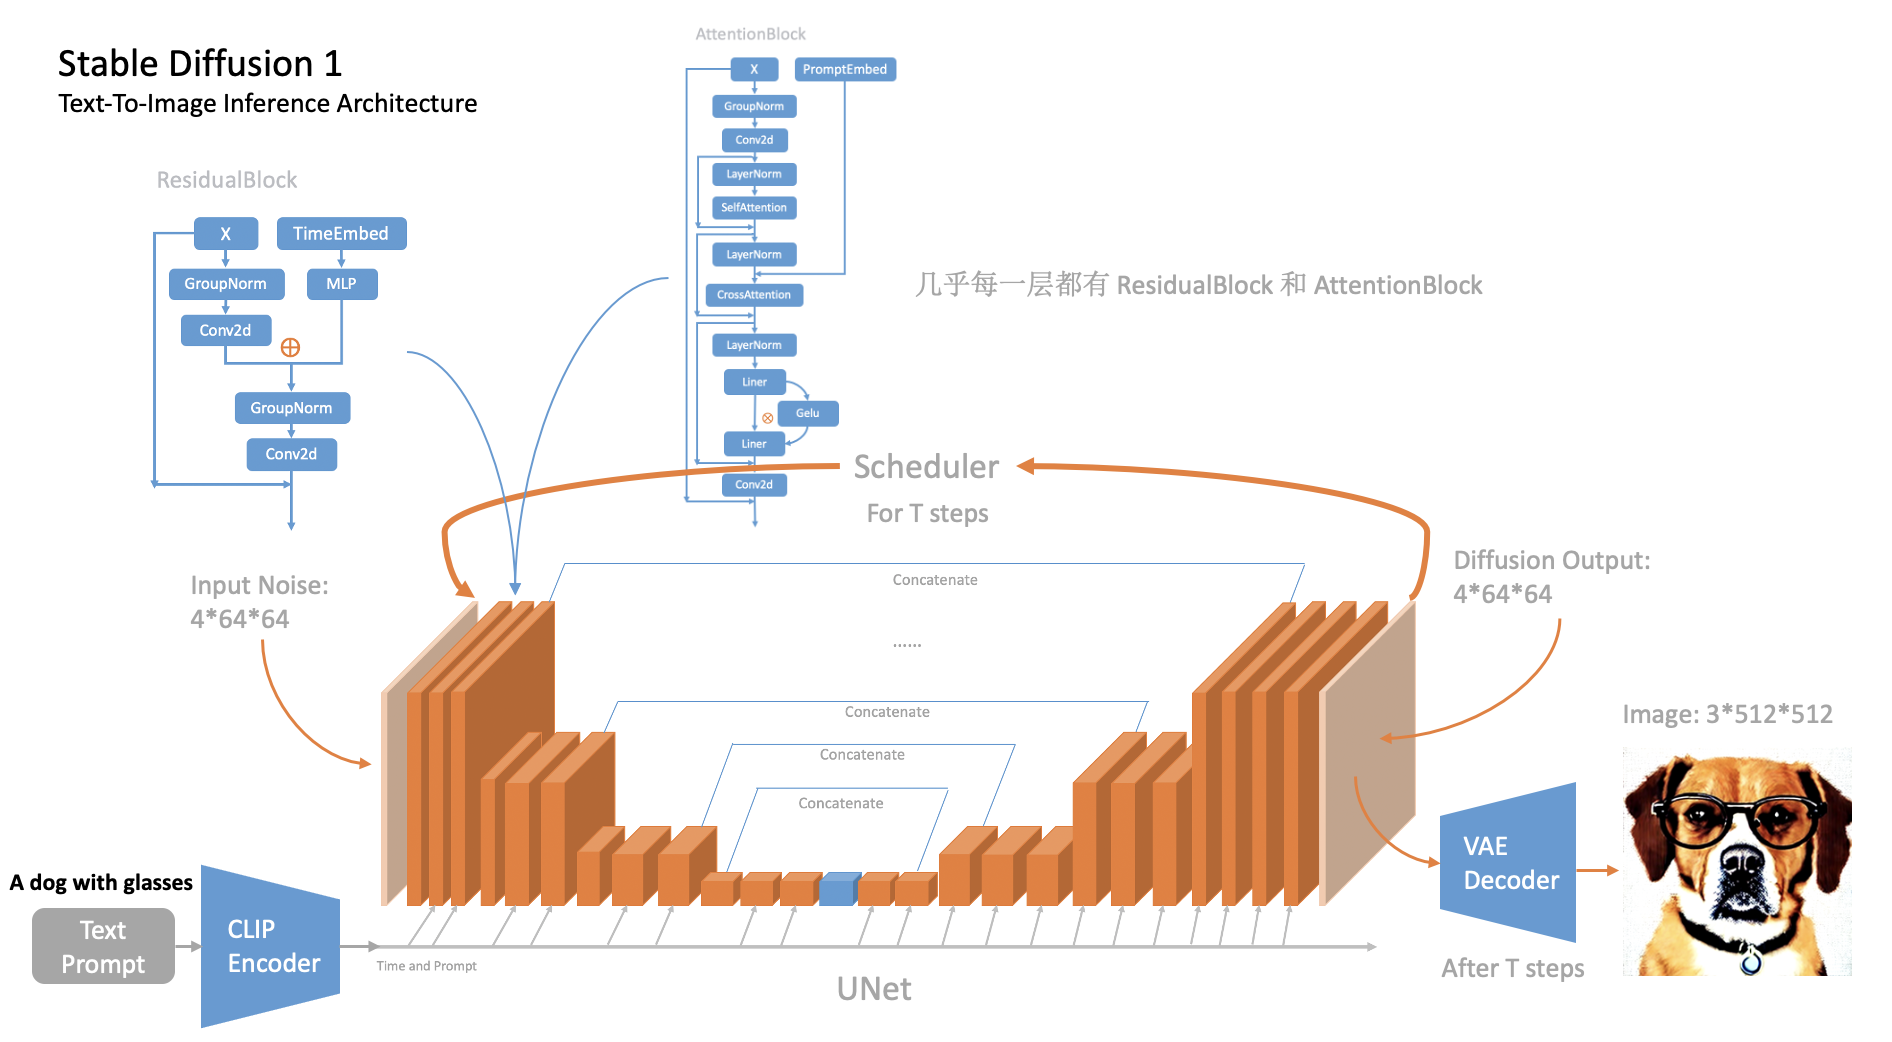 Stable Diffusion 1
Text-To-Image Inference Architecture
ResidualBlock
X
TimeEmbed
GroupNorm
MLP
Conv2d
GroupNorm
Conv2d
AttentionBlock
X
PromptEmbed
GroupNorm
Conv2d
LayerNorm
SelfAttention
LayerNorm
CrossAttention
LayerNorm
Liner
Gelu
Liner
Conv2d
几乎每一层都有 ResidualBlock 和 AttentionBlock
Scheduler
For T steps
Input Noise:
4*64*64
Diffusion Output:
4*64*64
Concatenate
......
Concatenate
Concatenate
Concatenate
Image: 3*512*512
A dog with glasses
Text
Prompt
CLIP
Encoder
Time and Prompt
UNet
VAE
Decoder
After T steps